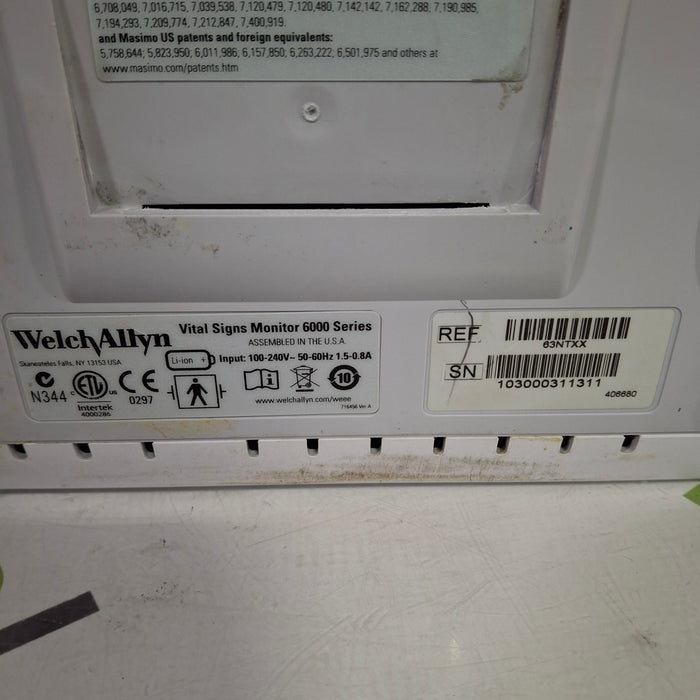 6,708,049, 7,016,715, 7,039,538, 7,120,479, 7,120,480, 7,142,142, 7,162,288, 7,190,985,
7,194,293, 7,209,774, 7,212,847, 7,400,919.
and Masimo US patents and foreign equivalents:
5,758,644, 5,823,950, 6,011,986, 6,157,850, 6,263,222, 6,501,975 and others at
www.masimo.com/patents.htm
WelchAllyn
Skaneateles Falls, NY 13153 USA
Vital Signs Monitor 6000 Series
ASSEMBLED IN THE U.S.A.
Li-ion +
Input: 100-240V~ 50-60Hz 1.5-0.8A
N344
c ETL us
Intertek
4000286
CE
0297
i
10
www.welchallyn.com/weee
716456 Ver A
REF
63NTXX
SN
103000311311
406660